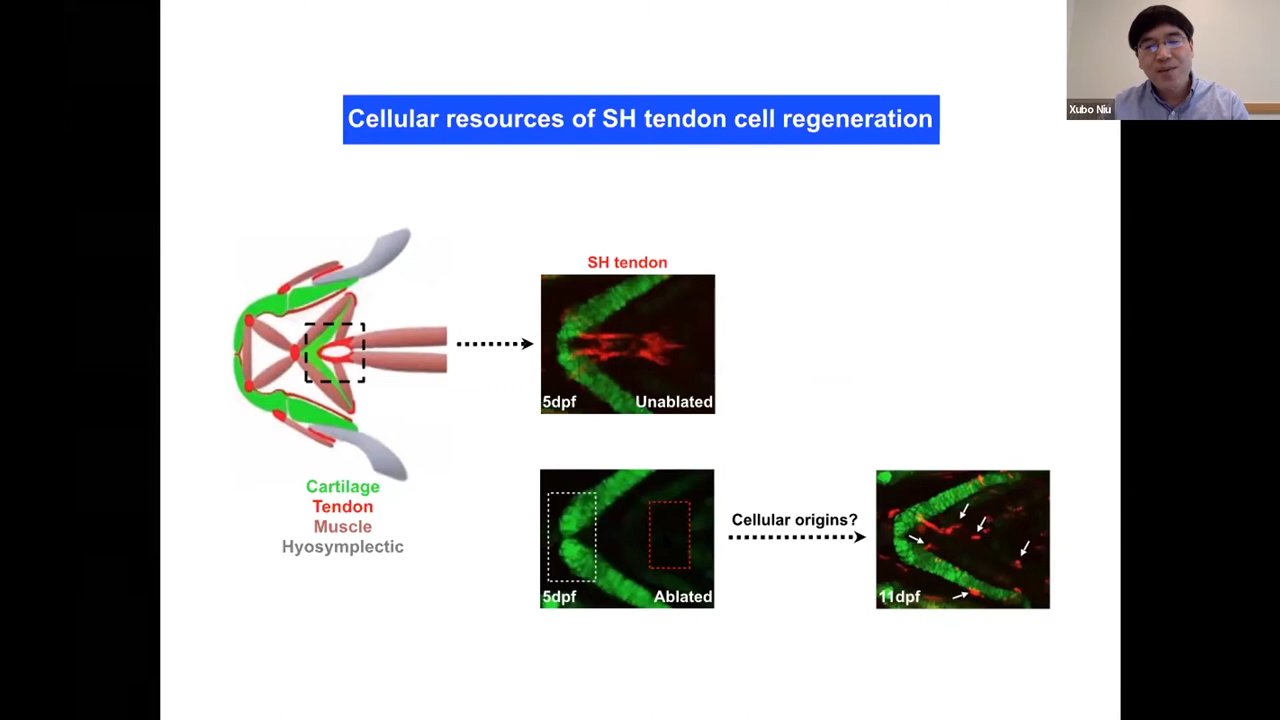 Cellular resources of SH tendon cell regeneration
Xubo Niu
SH tendon
5dpf
Unablated
Cartilage
Tendon
Muscle
Hyosymplectic
5dpf
Ablated
Cellular origins?
11dpf